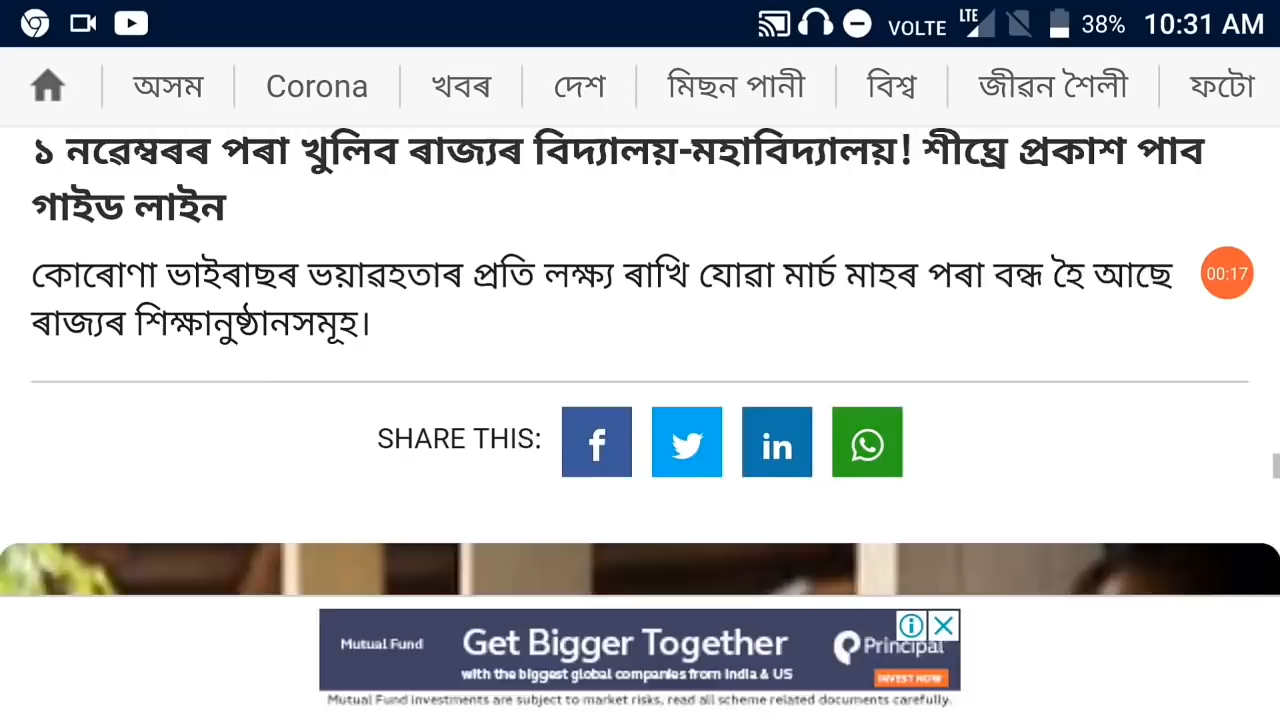 VOLTE LTE 38% 10:31 AM
অসম Corona খবৰ দেশ মিছন পানী বিশ্ব জীৱন শৈলী ফটো
১ নৱেম্বৰৰ পৰা খুলিব ৰাজ্যৰ বিদ্যালয়-মহাবিদ্যালয়! শীঘ্ৰে প্ৰকাশ পাব
গাইড লাইন
কোৰোণা ভাইৰাছৰ ভয়াৱহতাৰ প্ৰতি লক্ষ্য ৰাখি যোৱা মাৰ্চ মাহৰ পৰা বন্ধ হৈ আছে
00:17
ৰাজ্যৰ শিক্ষানুষ্ঠানসমূহ।
SHARE THIS: f in
Mutual Fund Get Bigger Together Principal
with the biggest global companies from India & US INVEST NOW
Mutual Fund investments are subject to market risks, read all scheme related documents carefully.